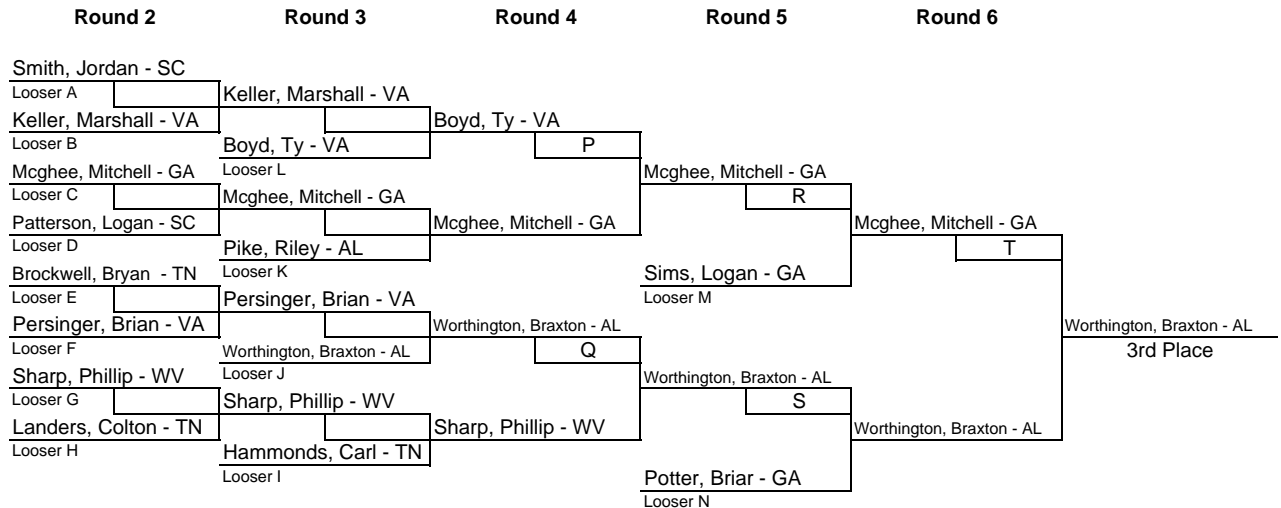 Round 2 Round 3 Round 4 Round 5 Round 6
Smith, Jordan - SC
Looser A
Keller, Marshall - VA
Keller, Marshall - VA
Boyd, Ty - VA
Looser B
Boyd, Ty - VA
P
Mcghee, Mitchell - GA
Looser L
Mcghee, Mitchell - GA
Looser C
Mcghee, Mitchell - GA
R
Patterson, Logan - SC
Mcghee, Mitchell - GA
Mcghee, Mitchell - GA
Looser D
Pike, Riley - AL
T
Brockwell, Bryan - TN
Looser K
Sims, Logan - GA
Looser E
Persinger, Brian - VA
Looser M
Persinger, Brian - VA
Worthington, Braxton - AL
Worthington, Braxton - AL
Looser F
Worthington, Braxton - AL
Q
3rd Place
Sharp, Phillip - WV
Looser J
Worthington, Braxton - AL
Looser G
Sharp, Phillip - WV
S
Landers, Colton - TN
Sharp, Phillip - WV
Worthington, Braxton - AL
Looser H
Hammonds, Carl - TN
Looser I
Potter, Briar - GA
Looser N